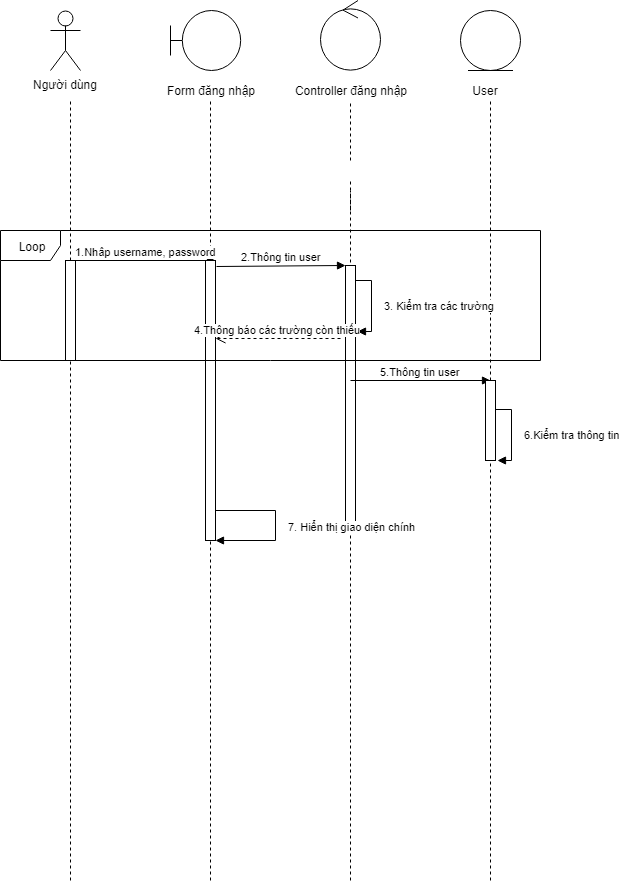 Người dùng
Form đăng nhập
Controller đăng nhập
User
Loop
1.Nhâp username, password
2.Thông tin user
3. Kiểm tra các trường
4.Thông báo các trường còn thiếu
5.Thông tin user
6.Kiểm tra thông tin
7. Hiển thị giao diện chính